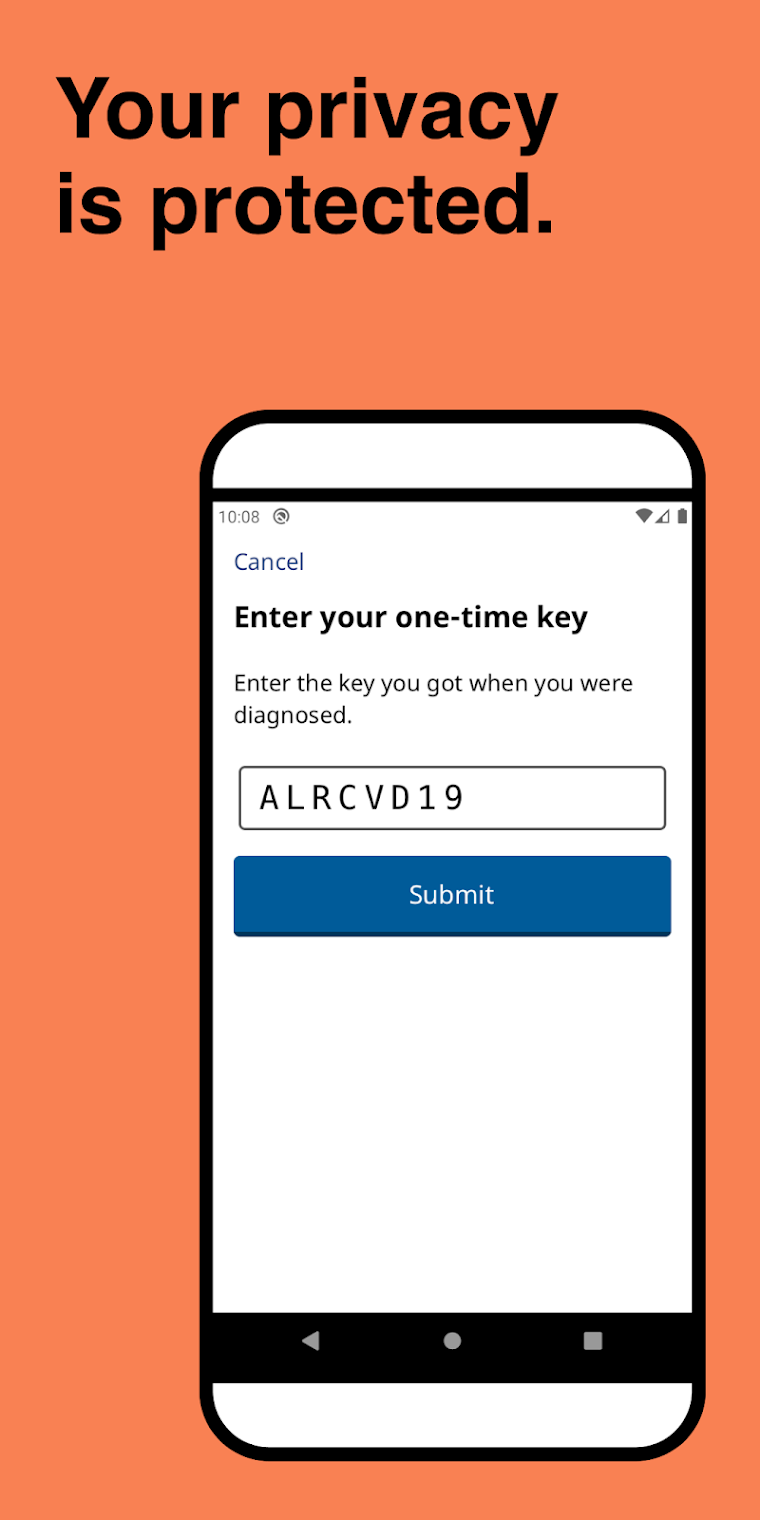 Your privacy
is protected.
10:08
Cancel
Enter your one-time key
Enter the key you got when you were
diagnosed.
ALRCVD19
Submit